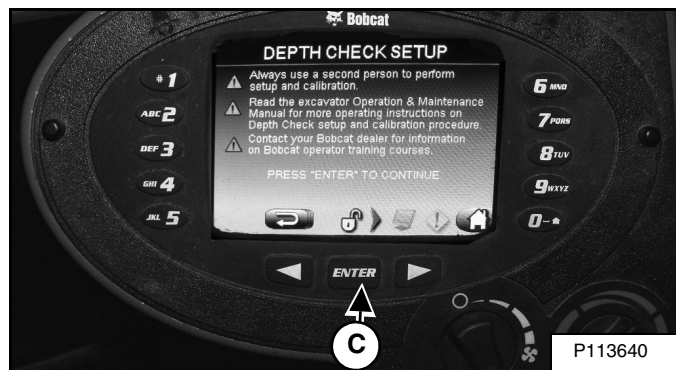 Bobcat
DEPTH CHECK SETUP
Always use a second person to perform
setup and calibration.
Read the excavator Operation & Maintenance
Manual for more operating instructions on
Depth Check setup and calibration procedure.
Contact your Bobcat dealer for information
on Bobcat operator training courses.
PRESS "ENTER" TO CONTINUE
# 1
ABC 2
DEF 3
GHI 4
JKL 5
6 MNO
7 PQRS
8 TUV
9 WXYZ
0 -
ENTER
C
P113640